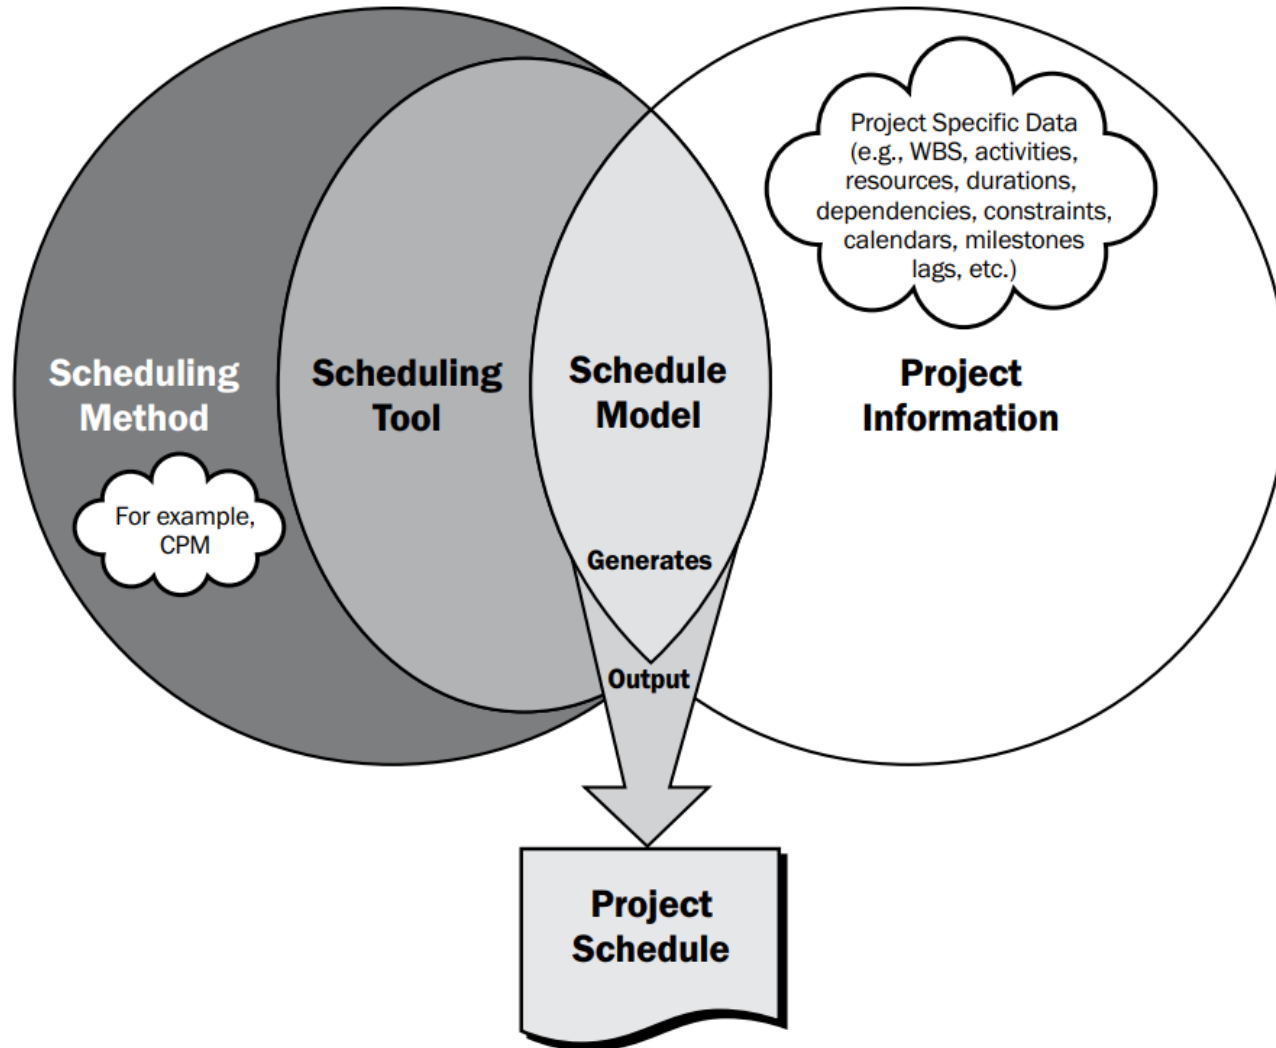 Project Specific Data
(e.g., WBS, activities,
resources, durations,
dependencies, constraints,
calendars, milestones
lags, etc.)
Scheduling
Method
Scheduling
Tool
Schedule
Model
Project
Information
For example,
CPM
Generates
Output
Project
Schedule